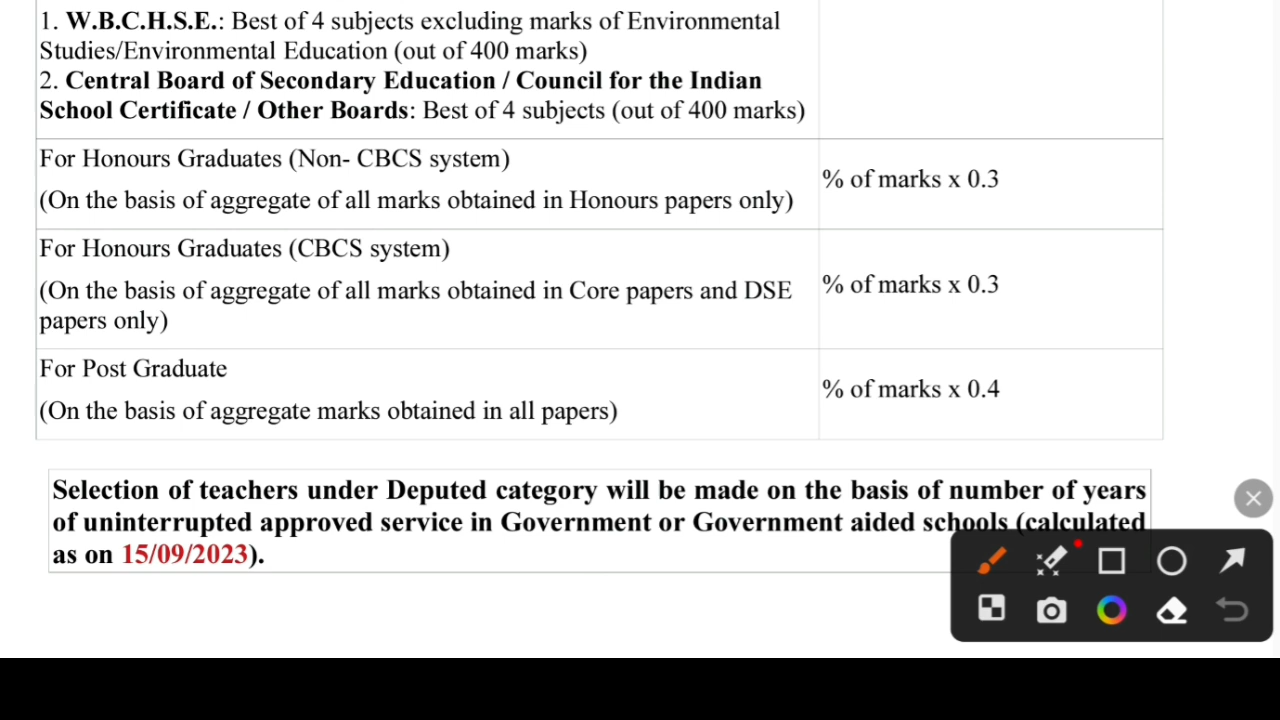 1. W.B.C.H.S.E.: Best of 4 subjects excluding marks of Environmental
Studies/Environmental Education (out of 400 marks)
2. Central Board of Secondary Education / Council for the Indian
School Certificate / Other Boards: Best of 4 subjects (out of 400 marks)
For Honours Graduates (Non- CBCS system)
(On the basis of aggregate of all marks obtained in Honours papers only)
% of marks x 0.3
For Honours Graduates (CBCS system)
(On the basis of aggregate of all marks obtained in Core papers and DSE
papers only)
% of marks x 0.3
For Post Graduate
(On the basis of aggregate marks obtained in all papers)
% of marks x 0.4
Selection of teachers under Deputed category will be made on the basis of number of years
of uninterrupted approved service in Government or Government aided schools (calculated
as on 15/09/2023).